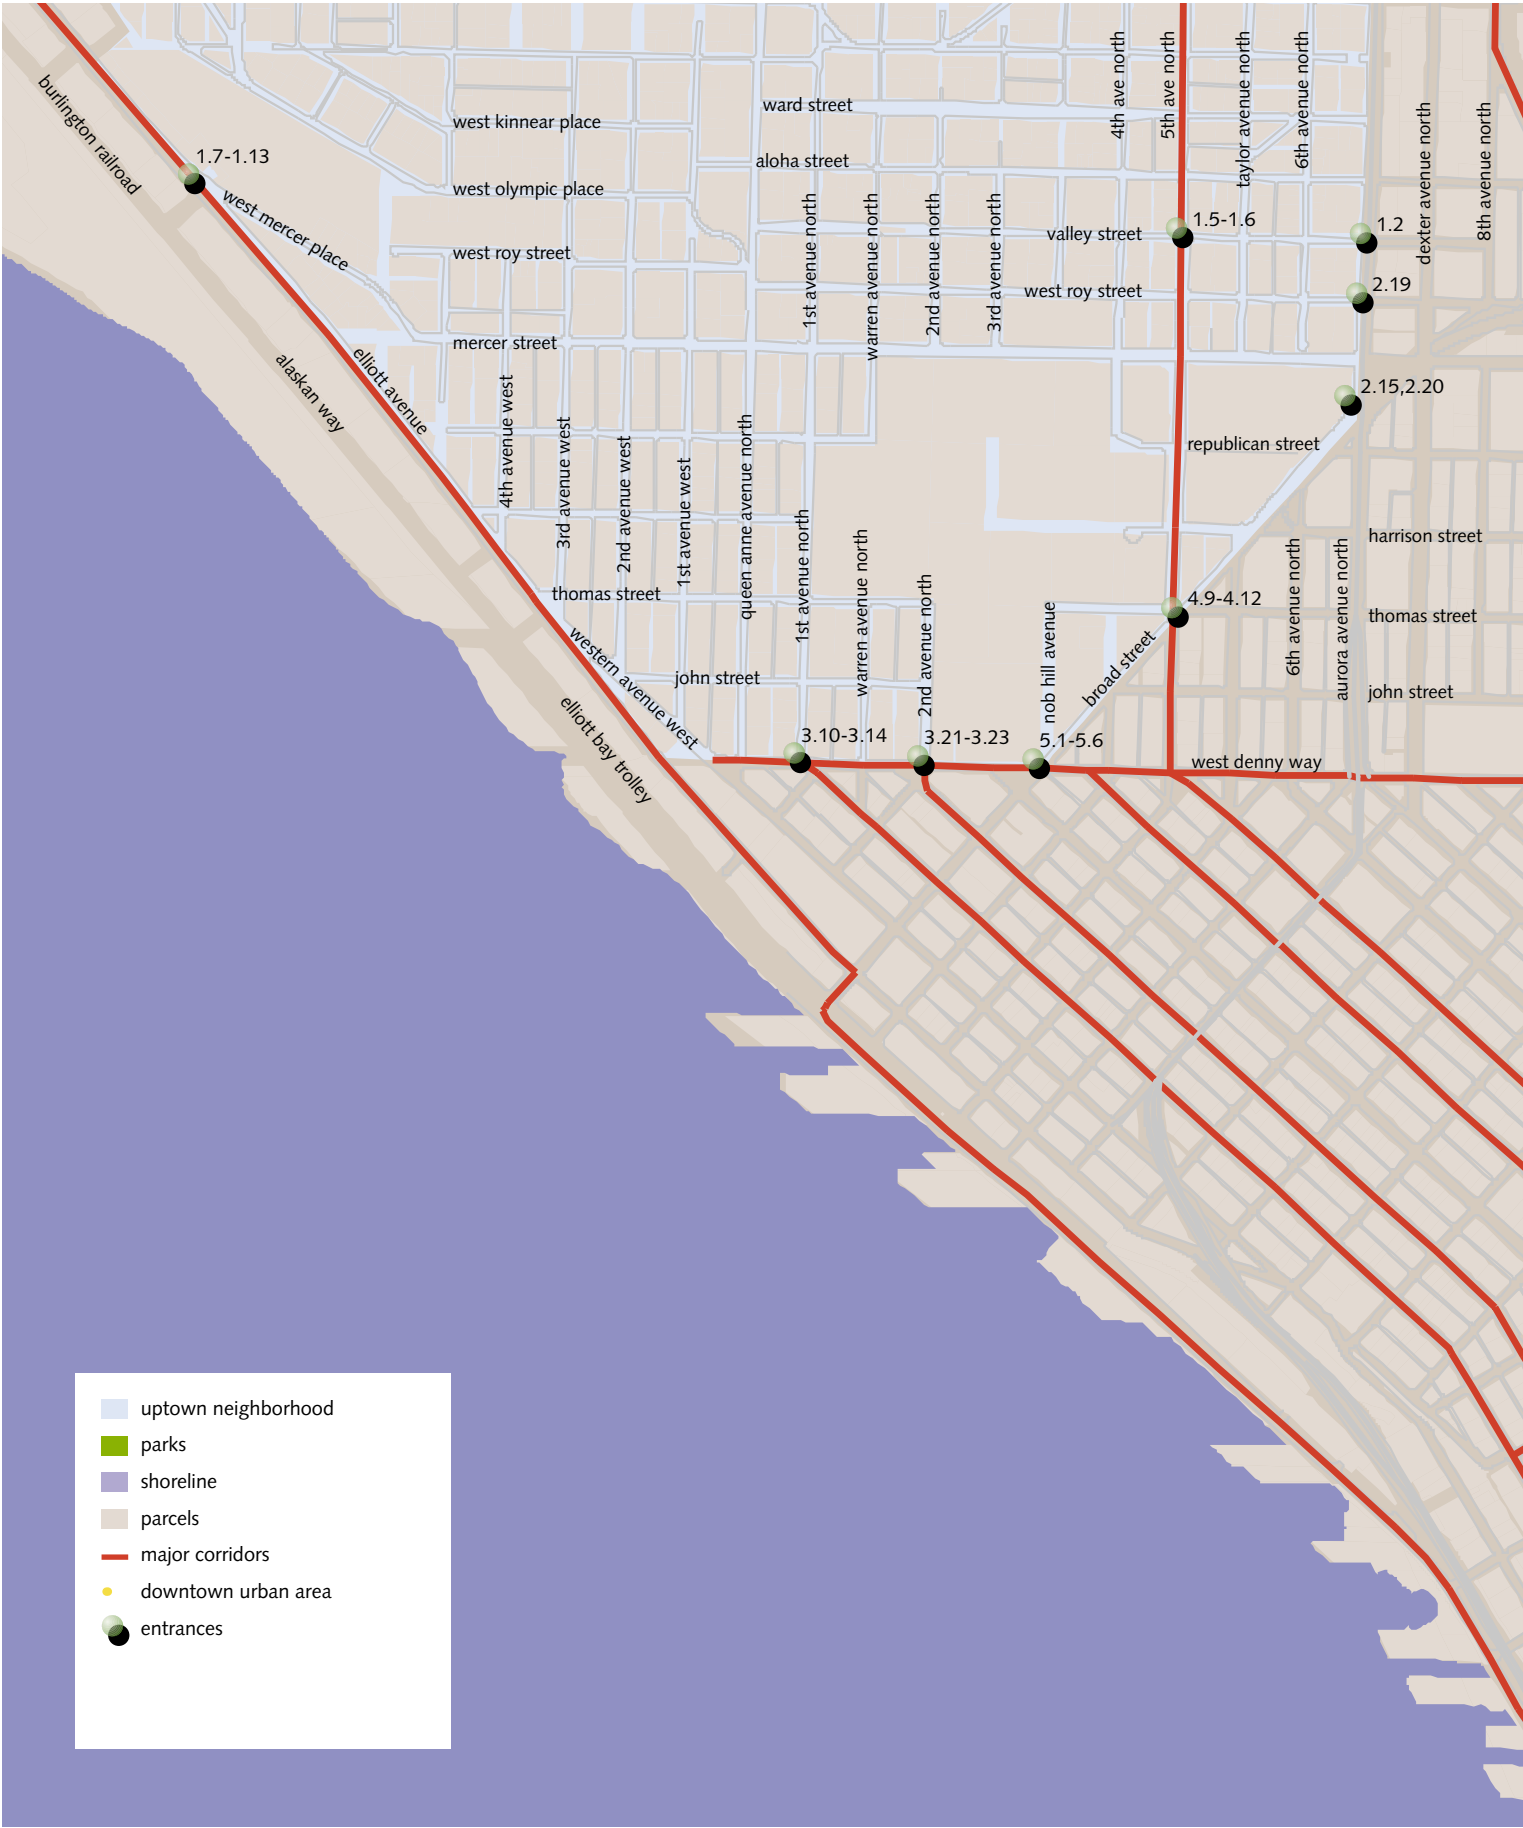 4th ave north
5th ave north
taylor avenue north
6th avenue north
dexter avenue north
8th avenue north
burlington railroad
ward street
west kinnear place
1.7-1.13
aloha street
west olympic place
west mercer place
1st avenue north
warren avenue north
2nd avenue north
3rd avenue north
valley street
1.5-1.6
1.2
west roy street
west roy street
2.19
mercer street
elliott avenue
alaskan way
2.15,2.20
4th avenue west
3rd avenue west
2nd avenue west
1st avenue west
queen anne avenue north
republican street
1st avenue north
warren avenue north
2nd avenue north
harrison street
6th avenue north
aurora avenue north
thomas street
nob hill avenue
4.9-4.12
thomas street
western avenue west
broad street
john street
john street
elliott bay trolley
3.10-3.14
3.21-3.23
5.1-5.6
west denny way
uptown neighborhood
parks
shoreline
parcels
major corridors
downtown urban area
entrances